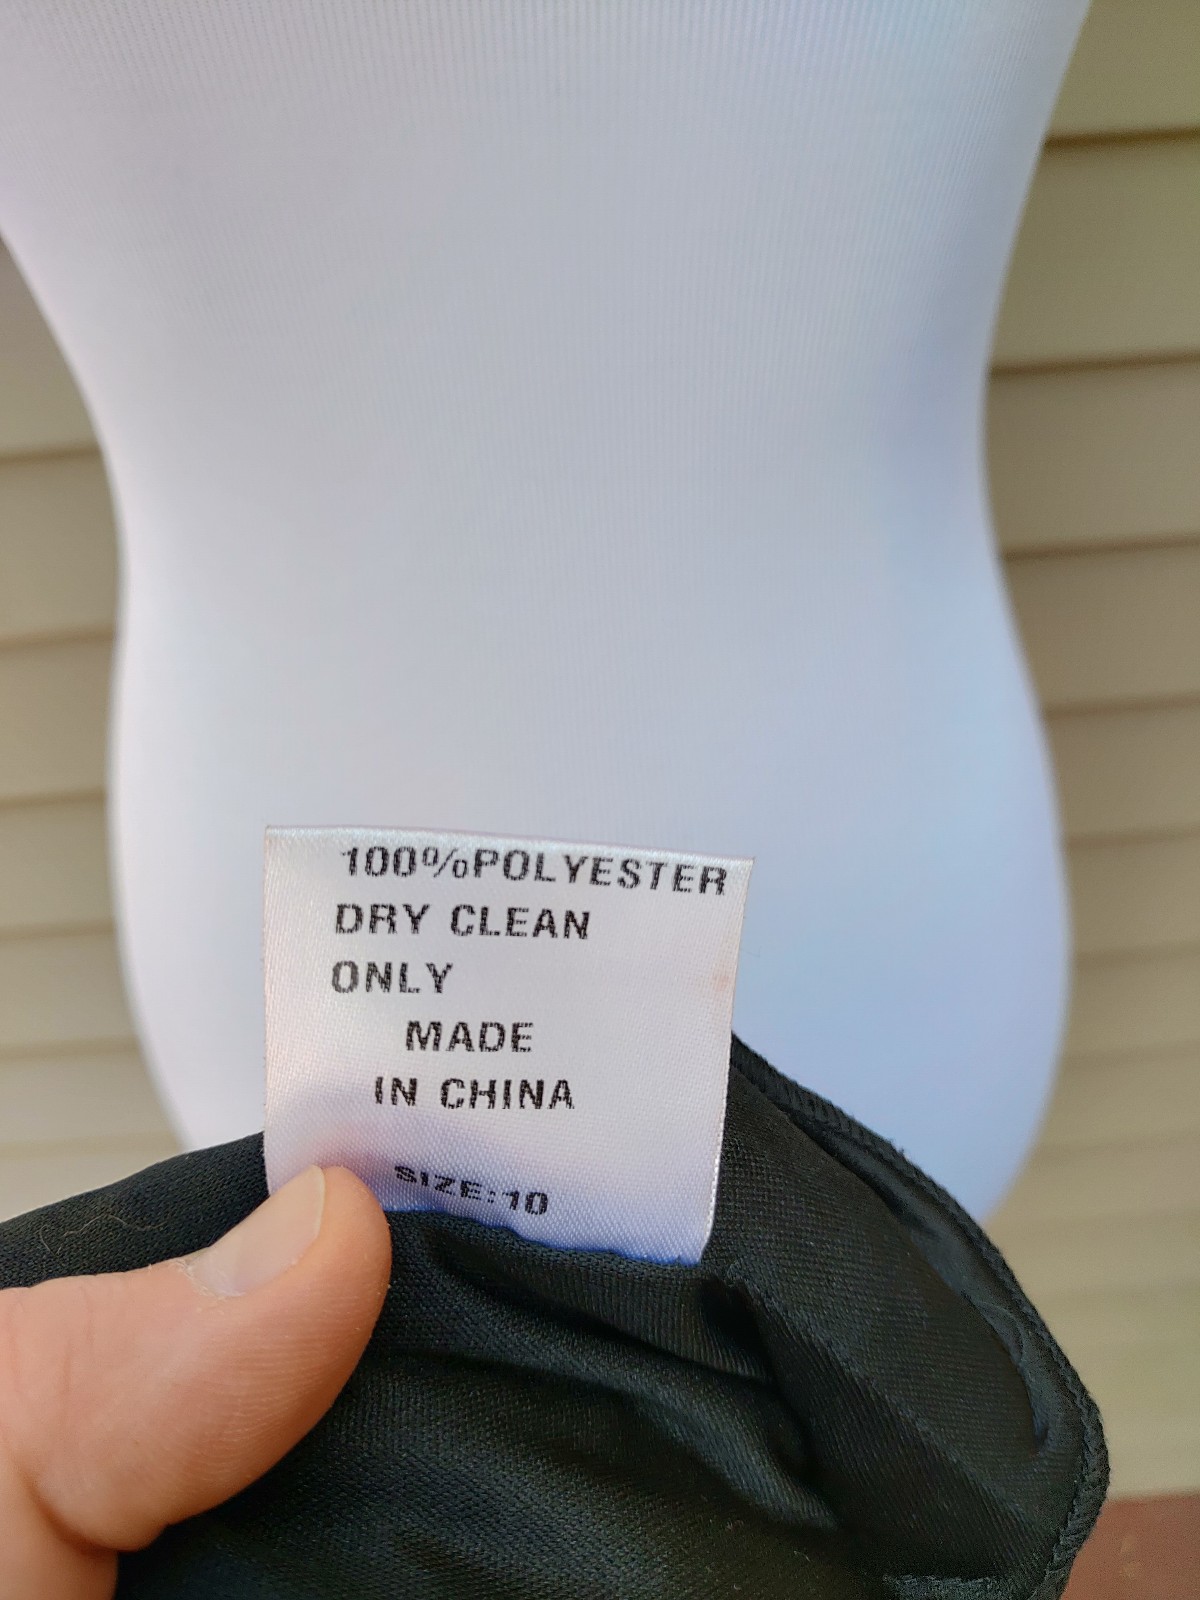 100%POLYESTER
DRY CLEAN
ONLY
MADE
IN CHINA
SIZE:10